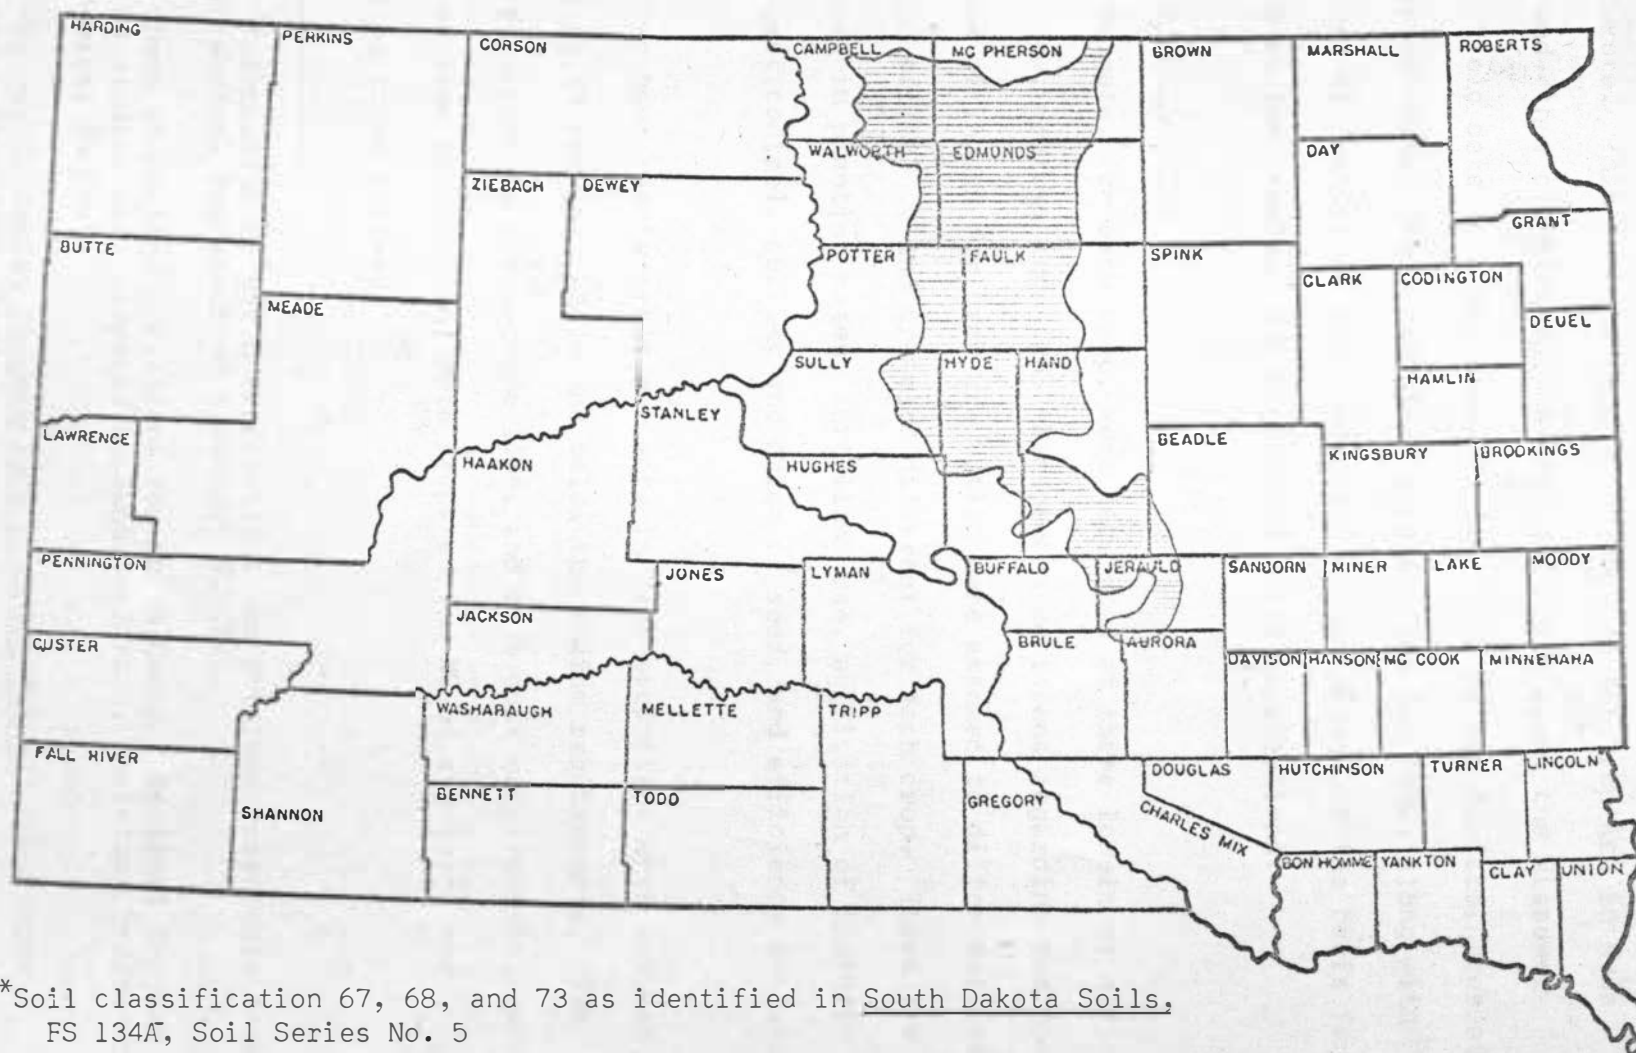 HARDING
PERKINS
CORSON
CAMPBELL
MC PHERSON
BROWN
MARSHALL
ROBERTS
WALWORTH
EDMUNDS
DAY
ZIEBACH
DEWEY
GRANT
BUTTE
POTTER
FAULK
SPINK
CLARK
CODINGTON
MEADE
DEUEL
SULLY
HYDE
HAND
HAMLIN
STANLEY
LAWRENCE
BEADLE
KINGSBURY
BROOKINGS
HAAKON
HUGHES
PENNINGTON
JONES
LYMAN
BUFFALO
JERAULD
SANBORN
MINER
LAKE
MOODY
JACKSON
CUSTER
BRULE
AURORA
DAVISON
HANSON
MC COOK
MINNEHAHA
WASHABAUGH
MELLETTE
TRIPP
FALL RIVER
DOUGLAS
HUTCHINSON
TURNER
LINCOLN
BENNETT
TODD
GREGORY
SHANNON
CHARLES MIX
BON HOMME
YANKTON
CLAY
UNION
*Soil classification 67, 68, and 73 as identified in South Dakota Soils,
FS 134A, Soil Series No. 5